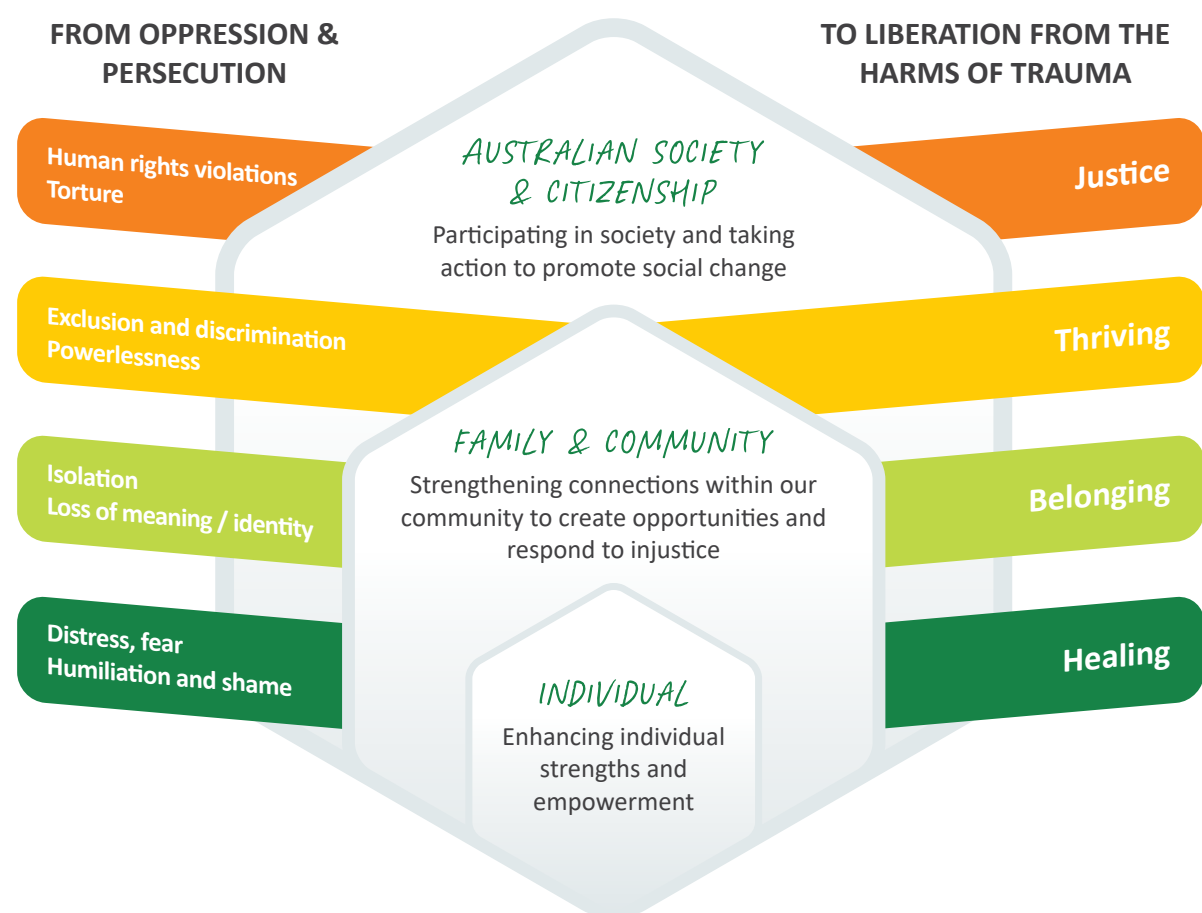 FROM OPPRESSION &
PERSECUTION
TO LIBERATION FROM THE
HARMS OF TRAUMA
Human rights violations
Torture
AUSTRALIAN SOCIETY
& CITIZENSHIP
Participating in society and taking
action to promote social change
Justice
Exclusion and discrimination
Powerlessness
Thriving
Isolation
Loss of meaning / identity
FAMILY & COMMUNITY
Strengthening connections within our
community to create opportunities and
respond to injustice
Belonging
Distress, fear
Humiliation and shame
INDIVIDUAL
Enhancing individual
strengths and
empowerment
Healing